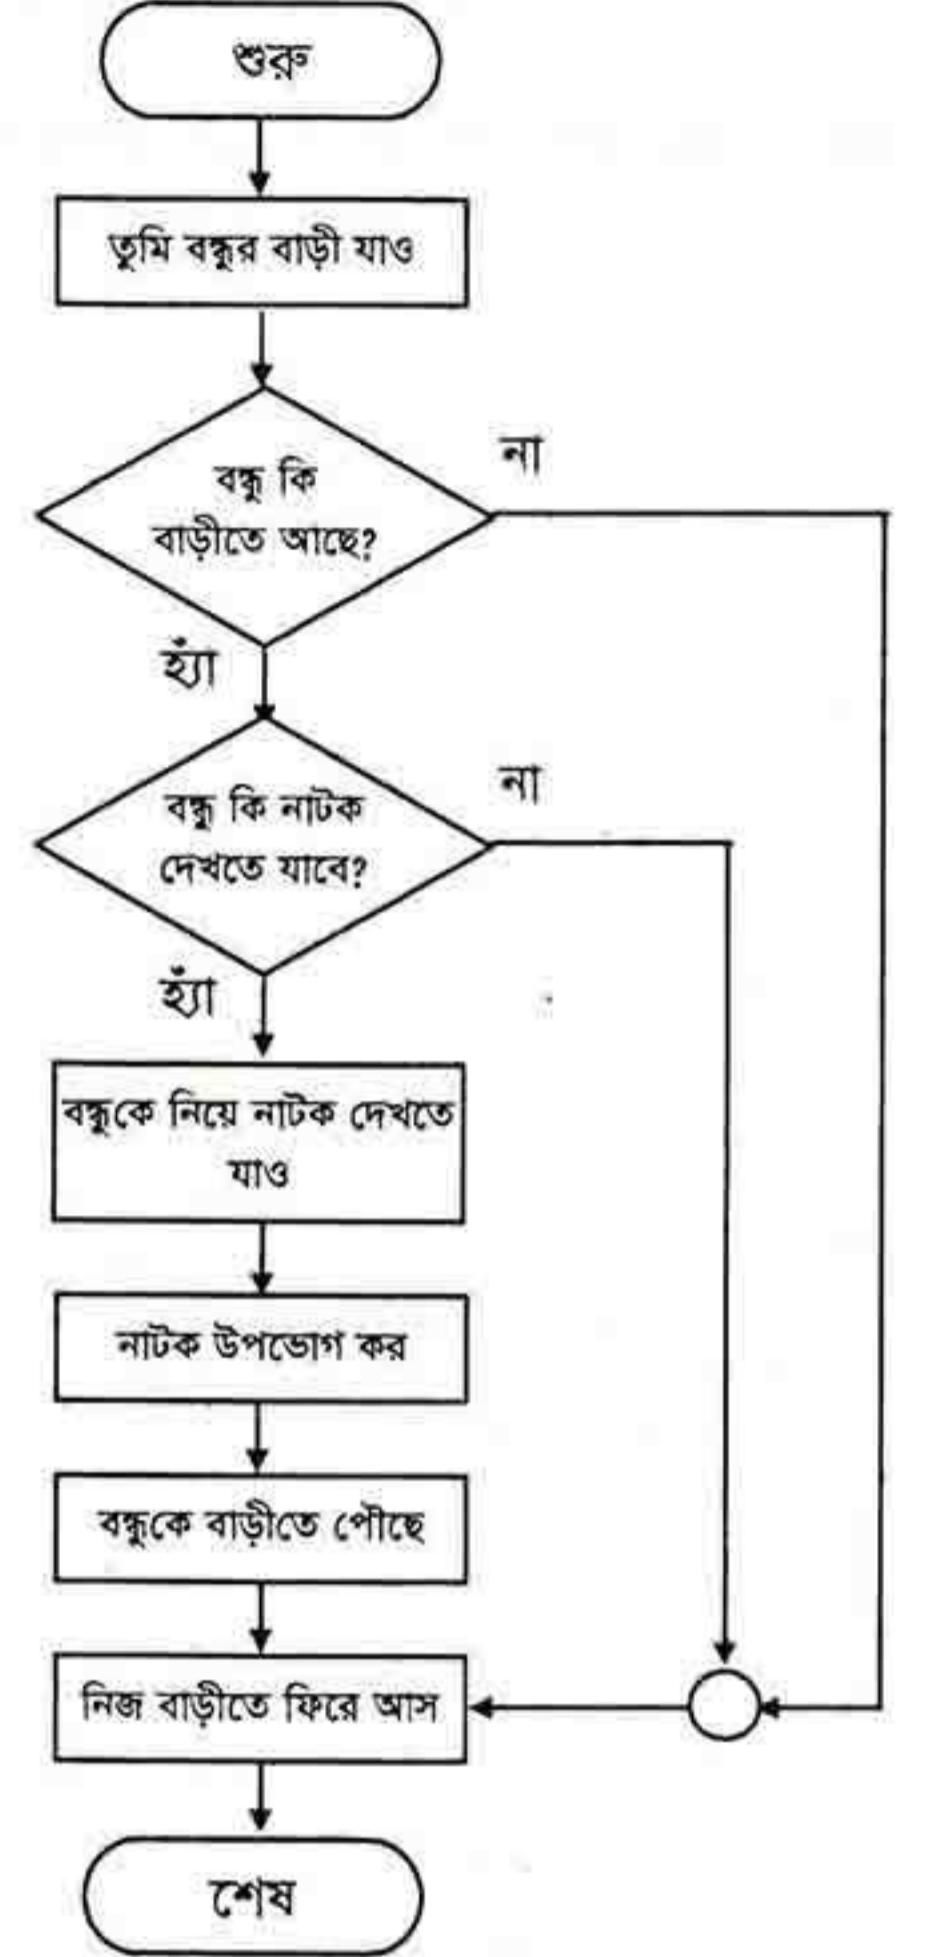 শুরু
তুমি বন্ধুর বাড়ী যাও
বন্ধু কি
বাড়ীতে আছে?
না
হ্যাঁ
বন্ধু কি নাটক
দেখতে যাবে?
না
হ্যাঁ
বন্ধুকে নিয়ে নাটক দেখতে
যাও
নাটক উপভোগ কর
বন্ধুকে বাড়ীতে পৌছে
নিজ বাড়ীতে ফিরে আস
শেষ